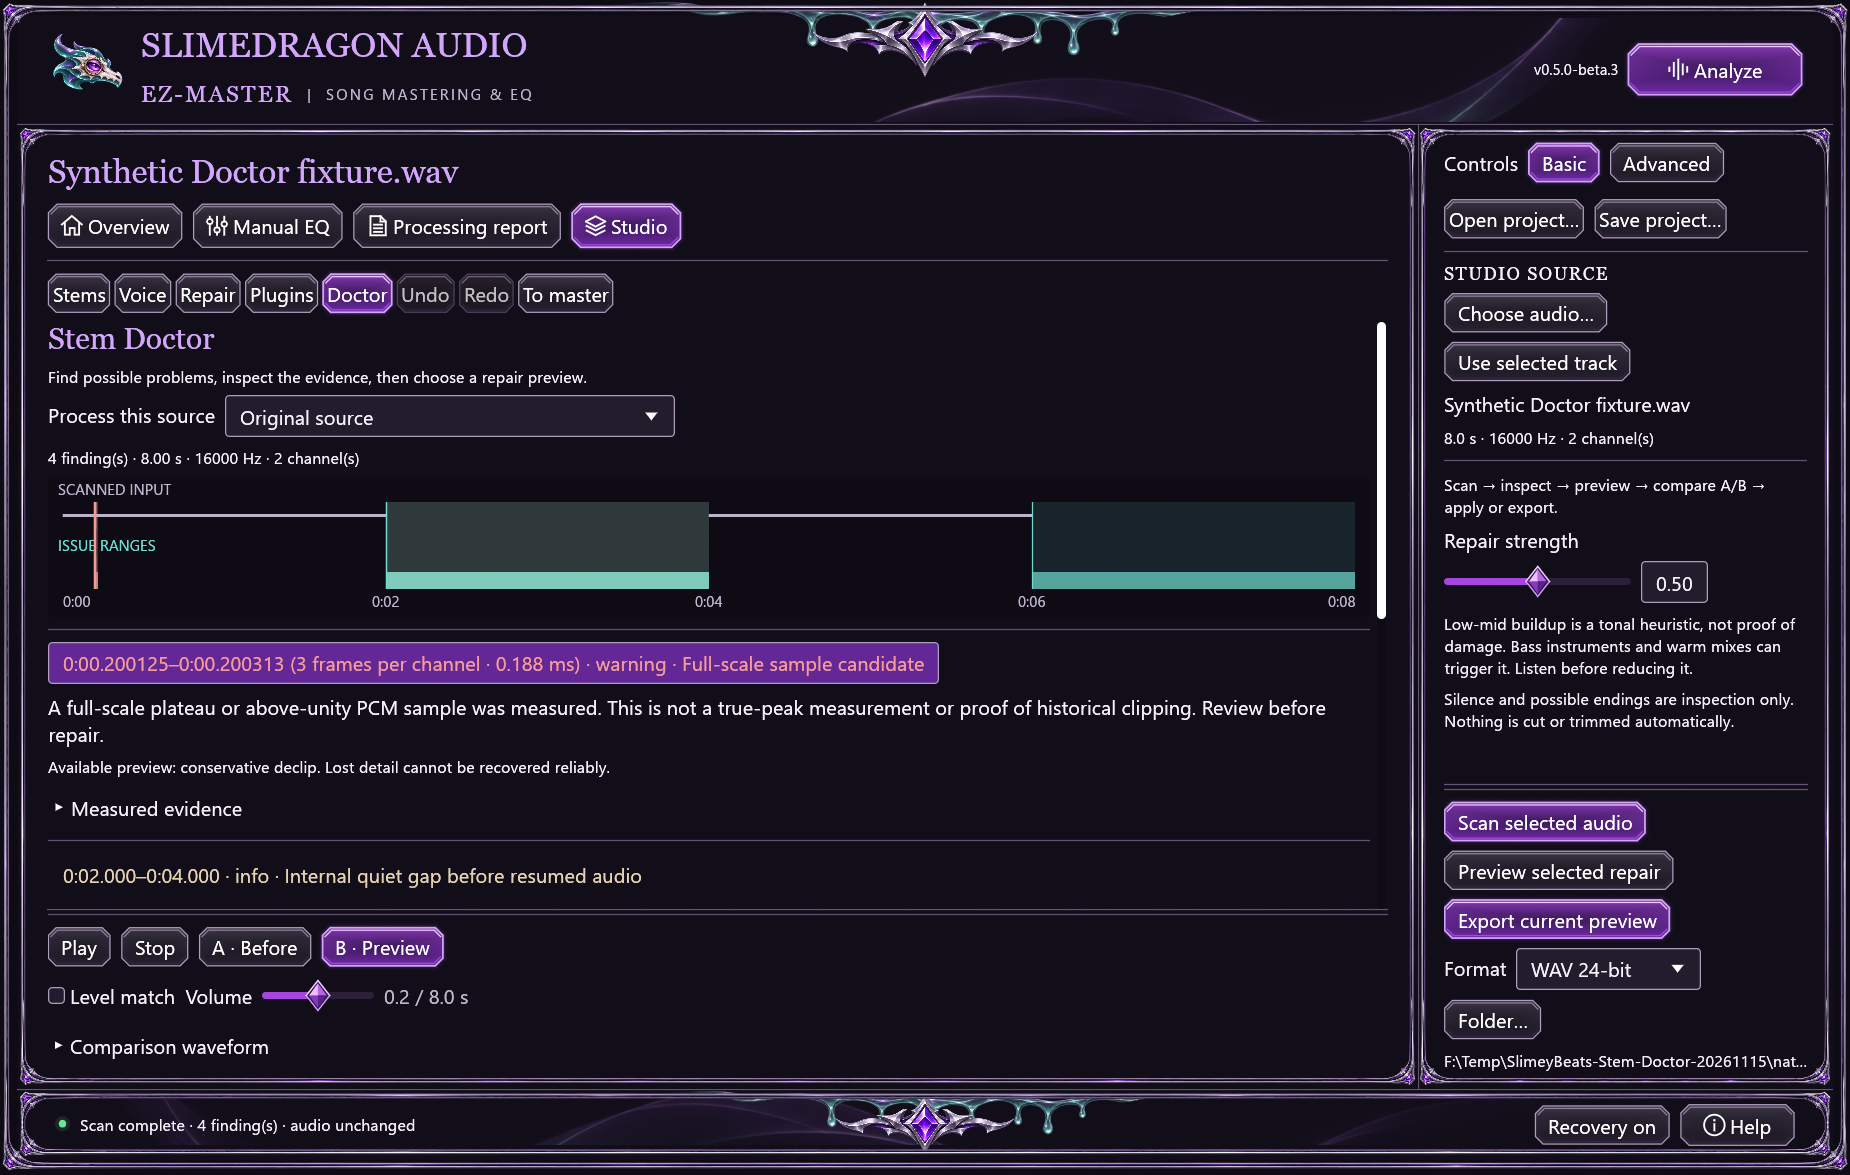 SLIMEDRAGON AUDIO
EZ-MASTER | SONG MASTERING & EQ
v0.5.0-beta.3
Analyze
Synthetic Doctor fixture.wav
Overview
Manual EQ
Processing report
Studio
Stems
Voice
Repair
Plugins
Doctor
Undo
Redo
To master
Stem Doctor
Find possible problems, inspect the evidence, then choose a repair preview.
Process this source
Original source
4 finding(s) · 8.00 s · 16000 Hz · 2 channel(s)
SCANNED INPUT
ISSUE RANGES
0:00
0:02
0:04
0:06
0:08
0:00.200125–0:00.200313 (3 frames per channel · 0.188 ms) · warning · Full-scale sample candidate
A full-scale plateau or above-unity PCM sample was measured. This is not a true-peak measurement or proof of historical clipping. Review before
repair.
Available preview: conservative declip. Lost detail cannot be recovered reliably.
Measured evidence
0:02.000–0:04.000 · info · Internal quiet gap before resumed audio
Play
Stop
A · Before
B · Preview
Level match
Volume
0.2 / 8.0 s
Comparison waveform
Controls
Basic
Advanced
Open project...
Save project...
STUDIO SOURCE
Choose audio...
Use selected track
Synthetic Doctor fixture.wav
8.0 s · 16000 Hz · 2 channel(s)
Scan → inspect → preview → compare A/B →
apply or export.
Repair strength
0.50
Low-mid buildup is a tonal heuristic, not proof of
damage. Bass instruments and warm mixes can
trigger it. Listen before reducing it.
Silence and possible endings are inspection only.
Nothing is cut or trimmed automatically.
Scan selected audio
Preview selected repair
Export current preview
Format
WAV 24-bit
Folder...
F:\Temp\SlimeyBeats-Stem-Doctor-20261115\nat...
Scan complete · 4 finding(s) · audio unchanged
Recovery on
Help